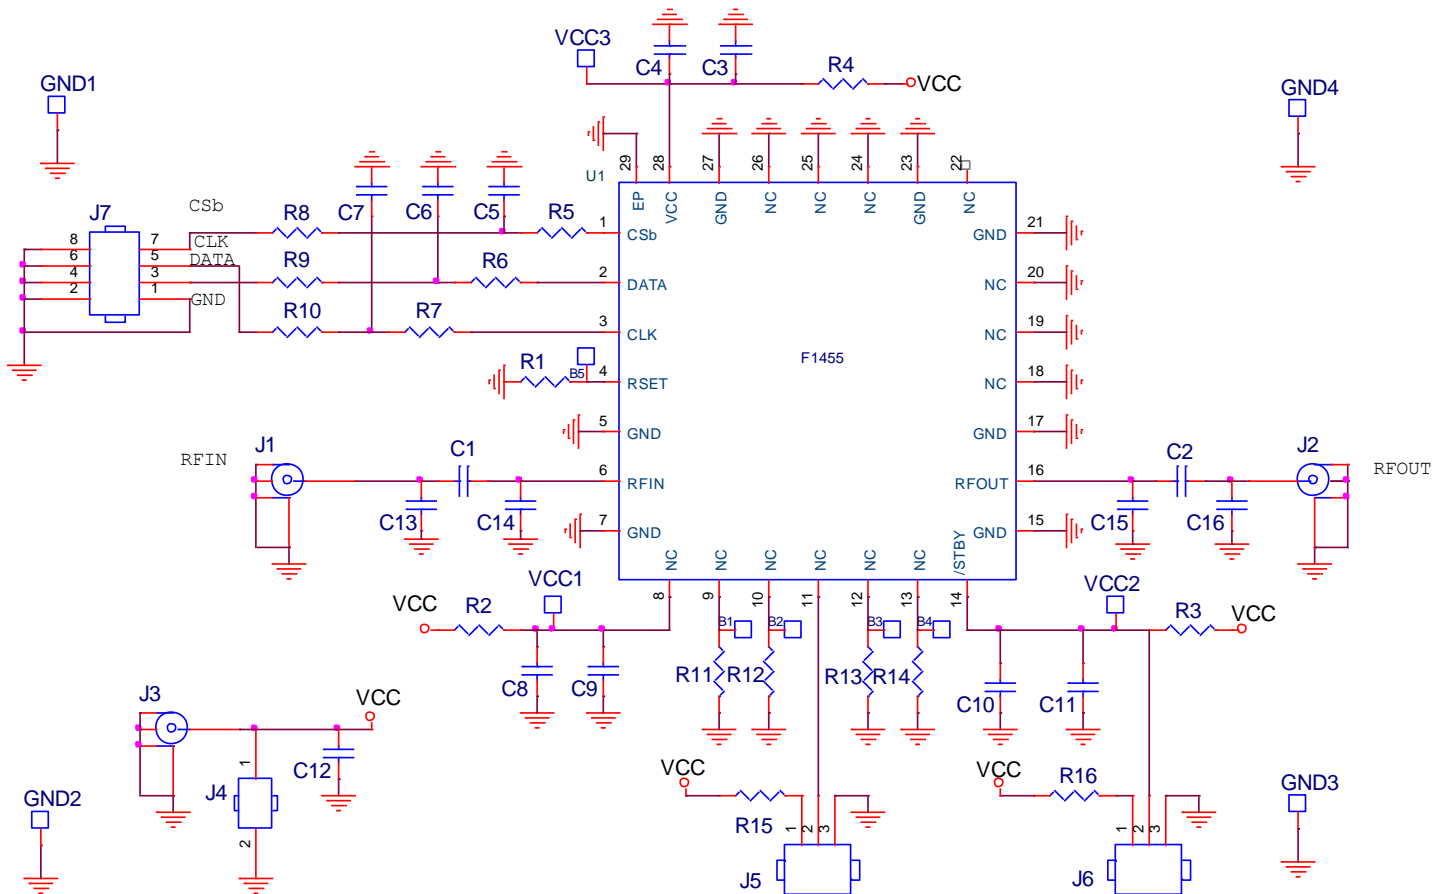 VCC3
C4
C3
R4
VCC
GND1
GND4
29
28
27
26
25
24
23
22
U1
EP
VCC
GND
NC
NC
NC
GND
NC
CSb
J7
R8
C7
C6
C5
R5
1
CSb
GND
21
8
7
CLK
6
5
DATA
R9
R6
2
DATA
NC
20
4
3
2
1
GND
R10
R7
3
CLK
NC
19
F1455
R1
B5
4
RSET
NC
18
5
GND
GND
17
RFIN
J1
C1
6
RFIN
RFOUT
16
C2
J2
RFOUT
C13
C14
7
GND
GND
15
C15
C16
NC
NC
NC
NC
NC
NC
/STBY
8
9
10
11
12
13
14
VCC
R2
VCC1
VCC2
R3
VCC
B1
B2
B3
B4
C8
C9
R11
R12
R13
R14
C10
C11
J3
VCC
C12
1
J4
2
GND2
VCC
R15
1
2
3
J5
VCC
R16
1
2
3
J6
GND3